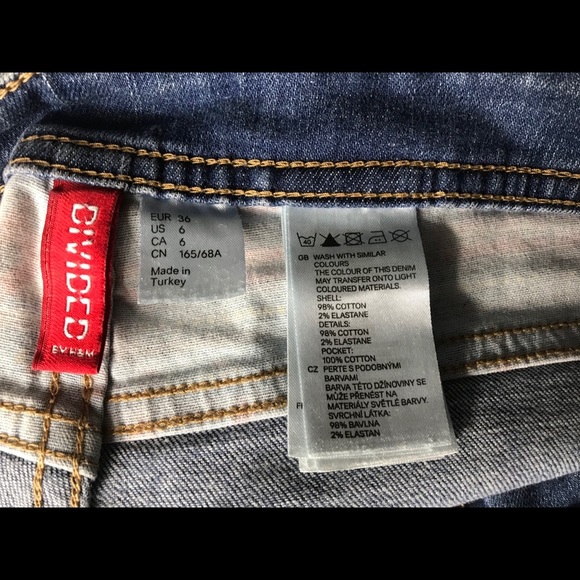 DIVIDED
BY H&M
EUR 36
US 6
CA 6
CN 165/68A
Made in
Turkey
40
GB WASH WITH SIMILAR
COLOURS
THE COLOUR OF THIS DENIM
MAY TRANSFER ONTO LIGHT
COLOURED MATERIALS.
SHELL:
98% COTTON
2% ELASTANE
DETAILS:
98% COTTON
2% ELASTANE
POCKET:
100% COTTON
CZ PERTE S PODOBNÝMI
BARVAMI
BARVA TÉTO DŽÍNOVINY SE
MŮŽE PŘENÉST NA
FI MATERIÁLY SVĚTLÉ BARVY.
SVRCHNÍ LÁTKA:
98% BAVLNA
2% ELASTAN